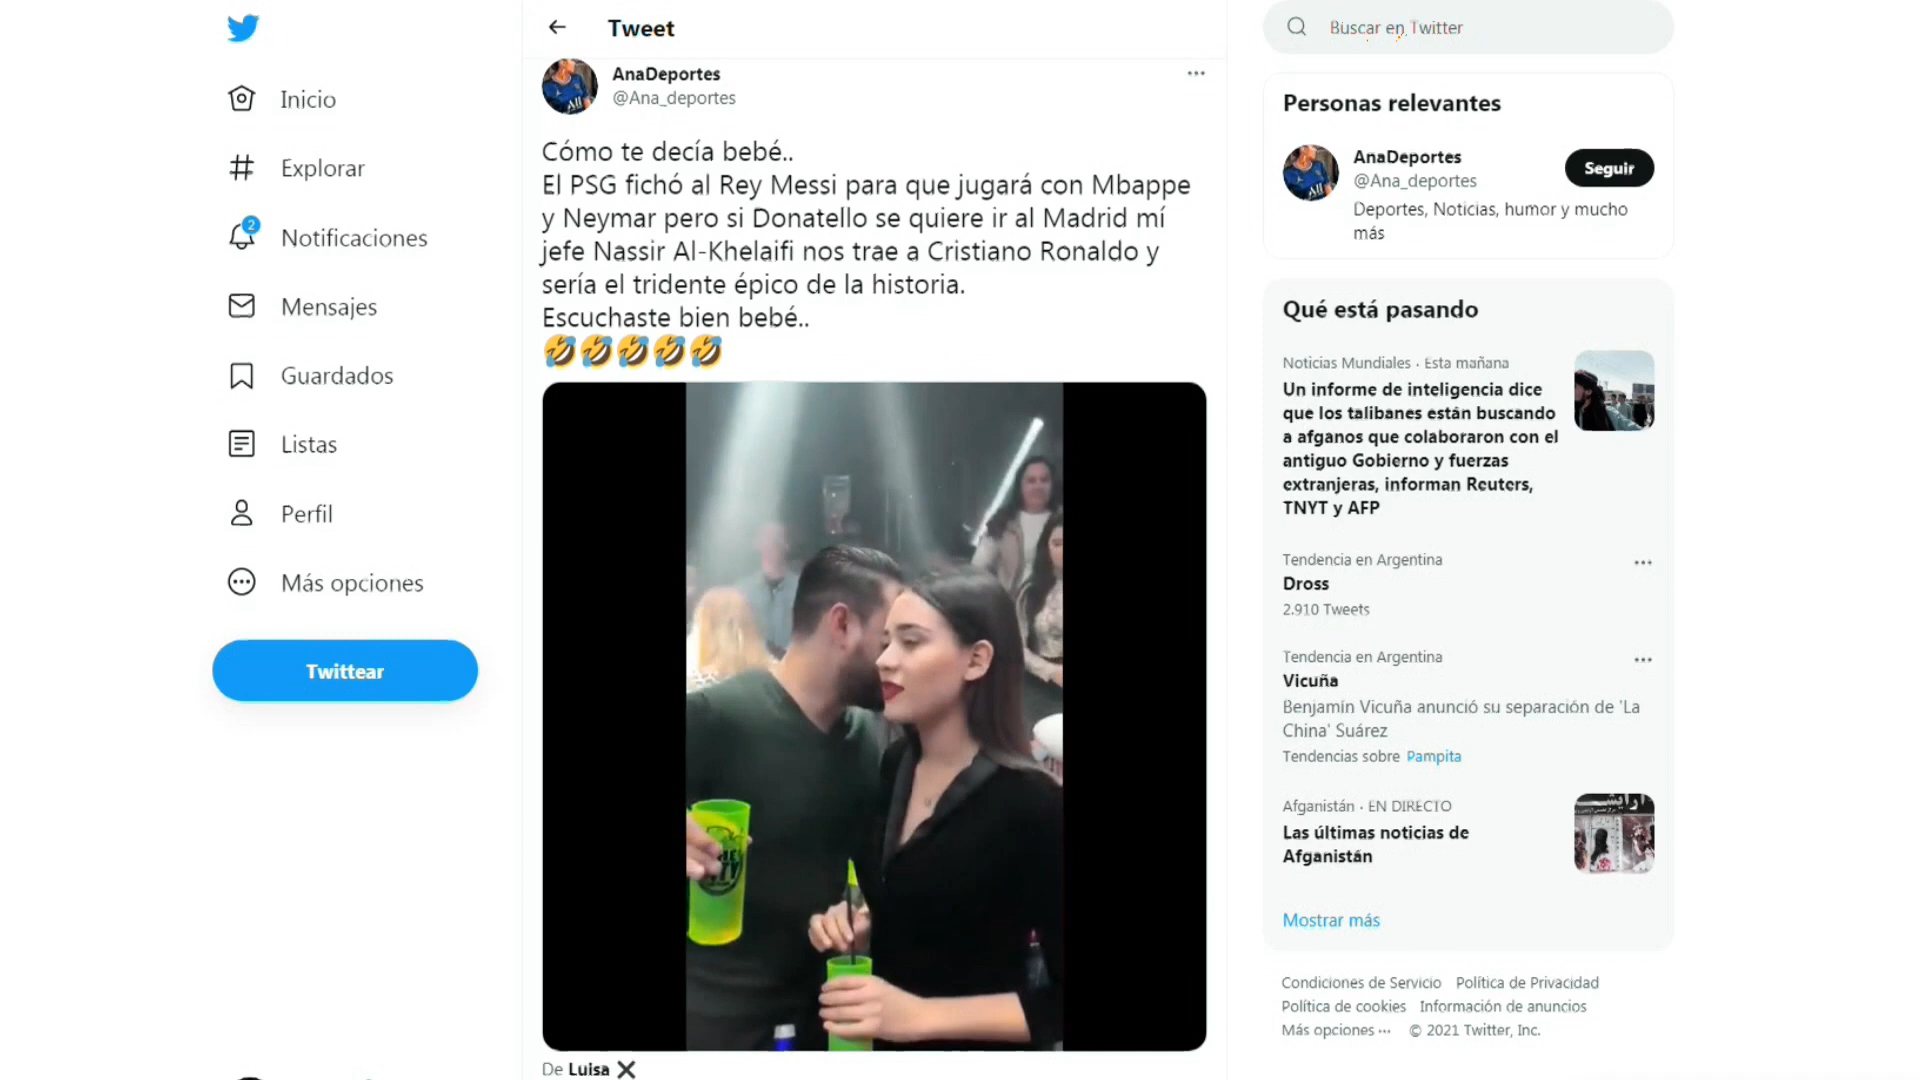 Tweet
Inicio
Explorar
2
Notificaciones
Mensajes
Guardados
Listas
Perfil
Más opciones
Twittear
AnaDeportes
@Ana_deportes
Cómo te decía bebé..
El PSG fichó al Rey Messi para que jugará con Mbappe
y Neymar pero si Donatello se quiere ir al Madrid mí
jefe Nassir Al-Khelaifi nos trae a Cristiano Ronaldo y
sería el tridente épico de la historia.
Escuchaste bien bebé..
De Luisa
Buscar en Twitter
Personas relevantes
AnaDeportes
@Ana_deportes
Seguir
Deportes, Noticias, humor y mucho
más
Qué está pasando
Noticias Mundiales · Esta mañana
Un informe de inteligencia dice
que los talibanes están buscando
a afganos que colaboraron con el
antiguo Gobierno y fuerzas
extranjeras, informan Reuters,
TNYT y AFP
Tendencia en Argentina
Dross
2.910 Tweets
Tendencia en Argentina
Vicuña
Benjamín Vicuña anunció su separación de 'La
China' Suárez
Tendencias sobre Pampita
Afganistán · EN DIRECTO
Las últimas noticias de
Afganistán
Mostrar más
Condiciones de Servicio Política de Privacidad
Política de cookies Información de anuncios
Más opciones ··· © 2021 Twitter, Inc.